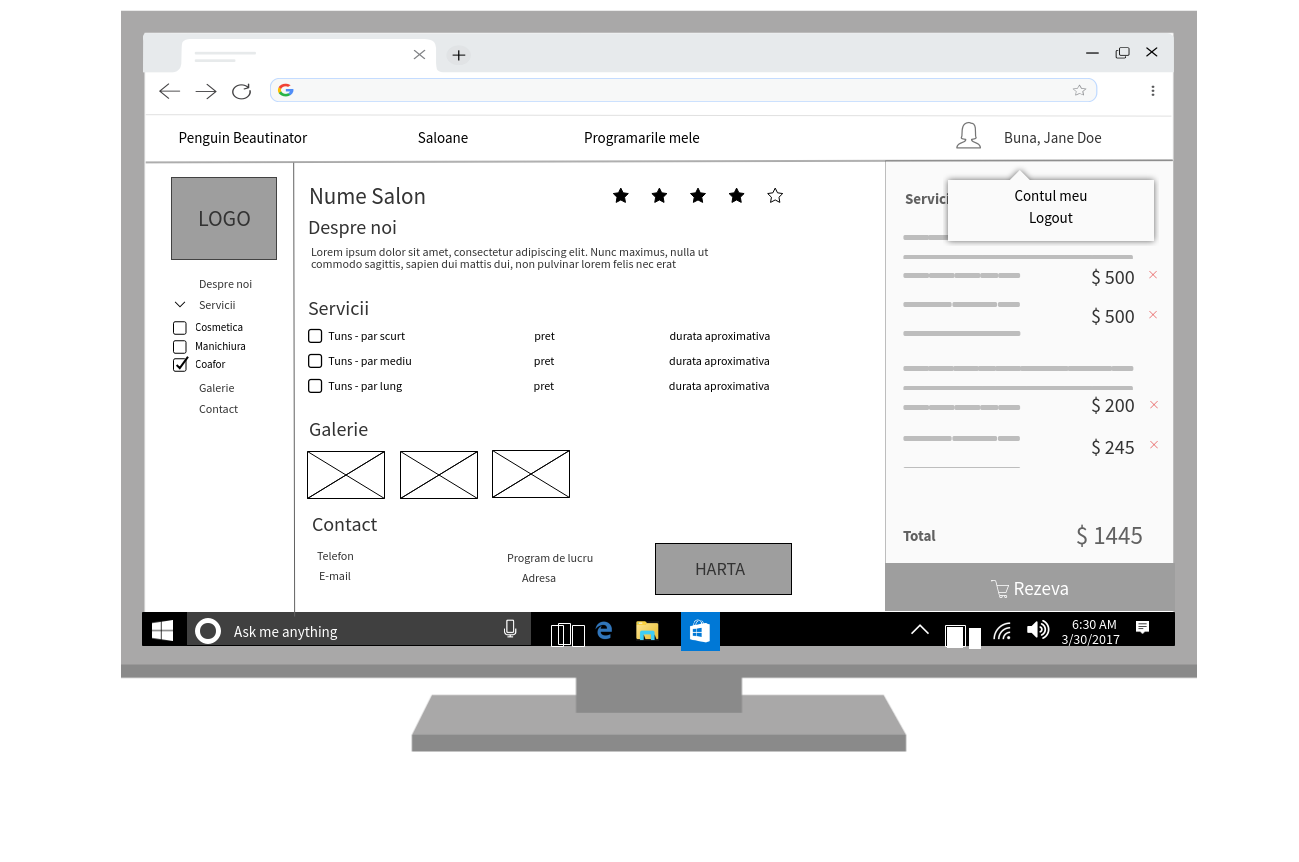 Penguin Beautinator
Saloane
Programarile mele
Buna, Jane Doe
Contul meu
Logout
LOGO
Despre noi
Servicii
Cosmetica
Manichiura
Coafor
Galerie
Contact
Nume Salon
Despre noi
Lorem ipsum dolor sit amet, consectetur adipiscing elit. Nunc maximus, nulla ut
commodo sagittis, sapien dui mattis dui, non pulvinar lorem felis nec erat
Servicii
Tuns - par scurt pret durata aproximativa
Tuns - par mediu pret durata aproximativa
Tuns - par lung pret durata aproximativa
Galerie
Contact
Telefon
E-mail
Program de lucru
Adresa
HARTA
$ 500
$ 500
$ 200
$ 245
Total $ 1445
Rezeva
Ask me anything
6:30 AM
3/30/2017